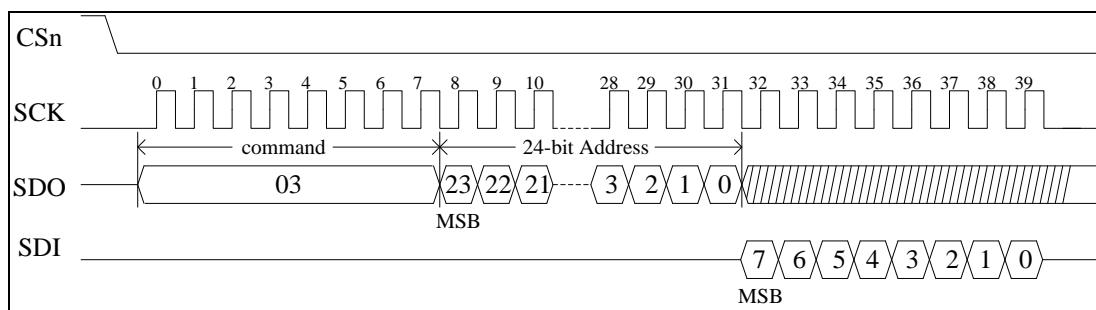 CSn
0 1 2 3 4 5 6 7 8 9 10 28 29 30 31 32 33 34 35 36 37 38 39
SCK
command 24-bit Address
SDO 03 23 22 21 3 2 1 0
MSB
SDI 7 6 5 4 3 2 1 0
MSB